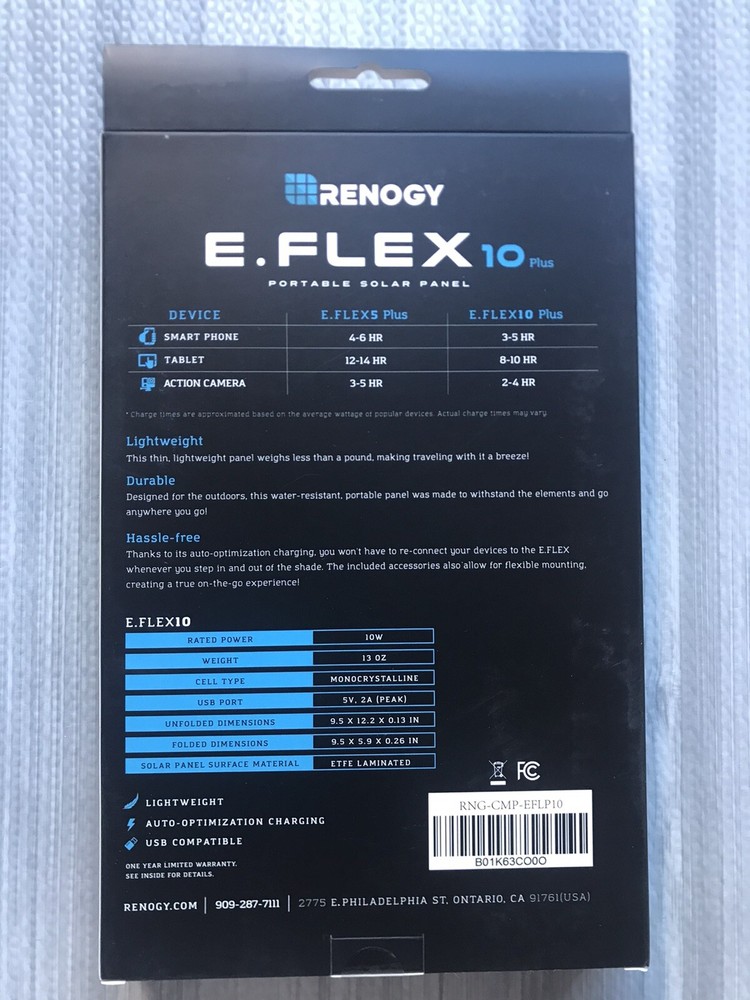 RENOGY
E.FLEX 10 Plus
PORTABLE SOLAR PANEL
DEVICE E.FLEX5 Plus E.FLEX10 Plus
SMART PHONE 4-6 HR 3-5 HR
TABLET 12-14 HR 8-10 HR
ACTION CAMERA 3-5 HR 2-4 HR
* Charge times are approximated based on the average wattage of popular devices. Actual charge times may vary.
Lightweight
This thin, lightweight panel weighs less than a pound, making traveling with it a breeze!
Durable
Designed for the outdoors, this water-resistant, portable panel was made to withstand the elements and go
anywhere you go!
Hassle-free
Thanks to its auto-optimization charging, you won't have to re-connect your devices to the E.FLEX
whenever you step in and out of the shade. The included accessories also allow for flexible mounting,
creating a true on-the-go experience!
E.FLEX10
RATED POWER 10W
WEIGHT 13 OZ
CELL TYPE MONOCRYSTALLINE
USB PORT 5V, 2A (PEAK)
UNFOLDED DIMENSIONS 9.5 X 12.2 X 0.13 IN
FOLDED DIMENSIONS 9.5 X 5.9 X 0.26 IN
SOLAR PANEL SURFACE MATERIAL ETFE LAMINATED
FC
LIGHTWEIGHT
AUTO-OPTIMIZATION CHARGING
USB COMPATIBLE
RNG-CMP-EFLP10
B01K63CO0O
ONE YEAR LIMITED WARRANTY.
SEE INSIDE FOR DETAILS.
RENOGY.COM | 909-287-7111 | 2775 E.PHILADELPHIA ST, ONTARIO, CA 91761(USA)